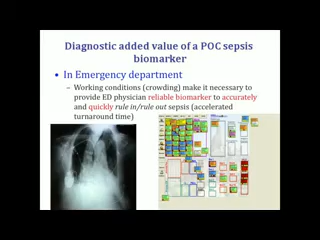 Diagnostic added value of a POC sepsis
biomarker
• In Emergency department
– Working conditions (crowding) make it necessary to
provide ED physician reliable biomarker to accurately
and quickly rule in/rule out sepsis (accelerated
turnaround time)